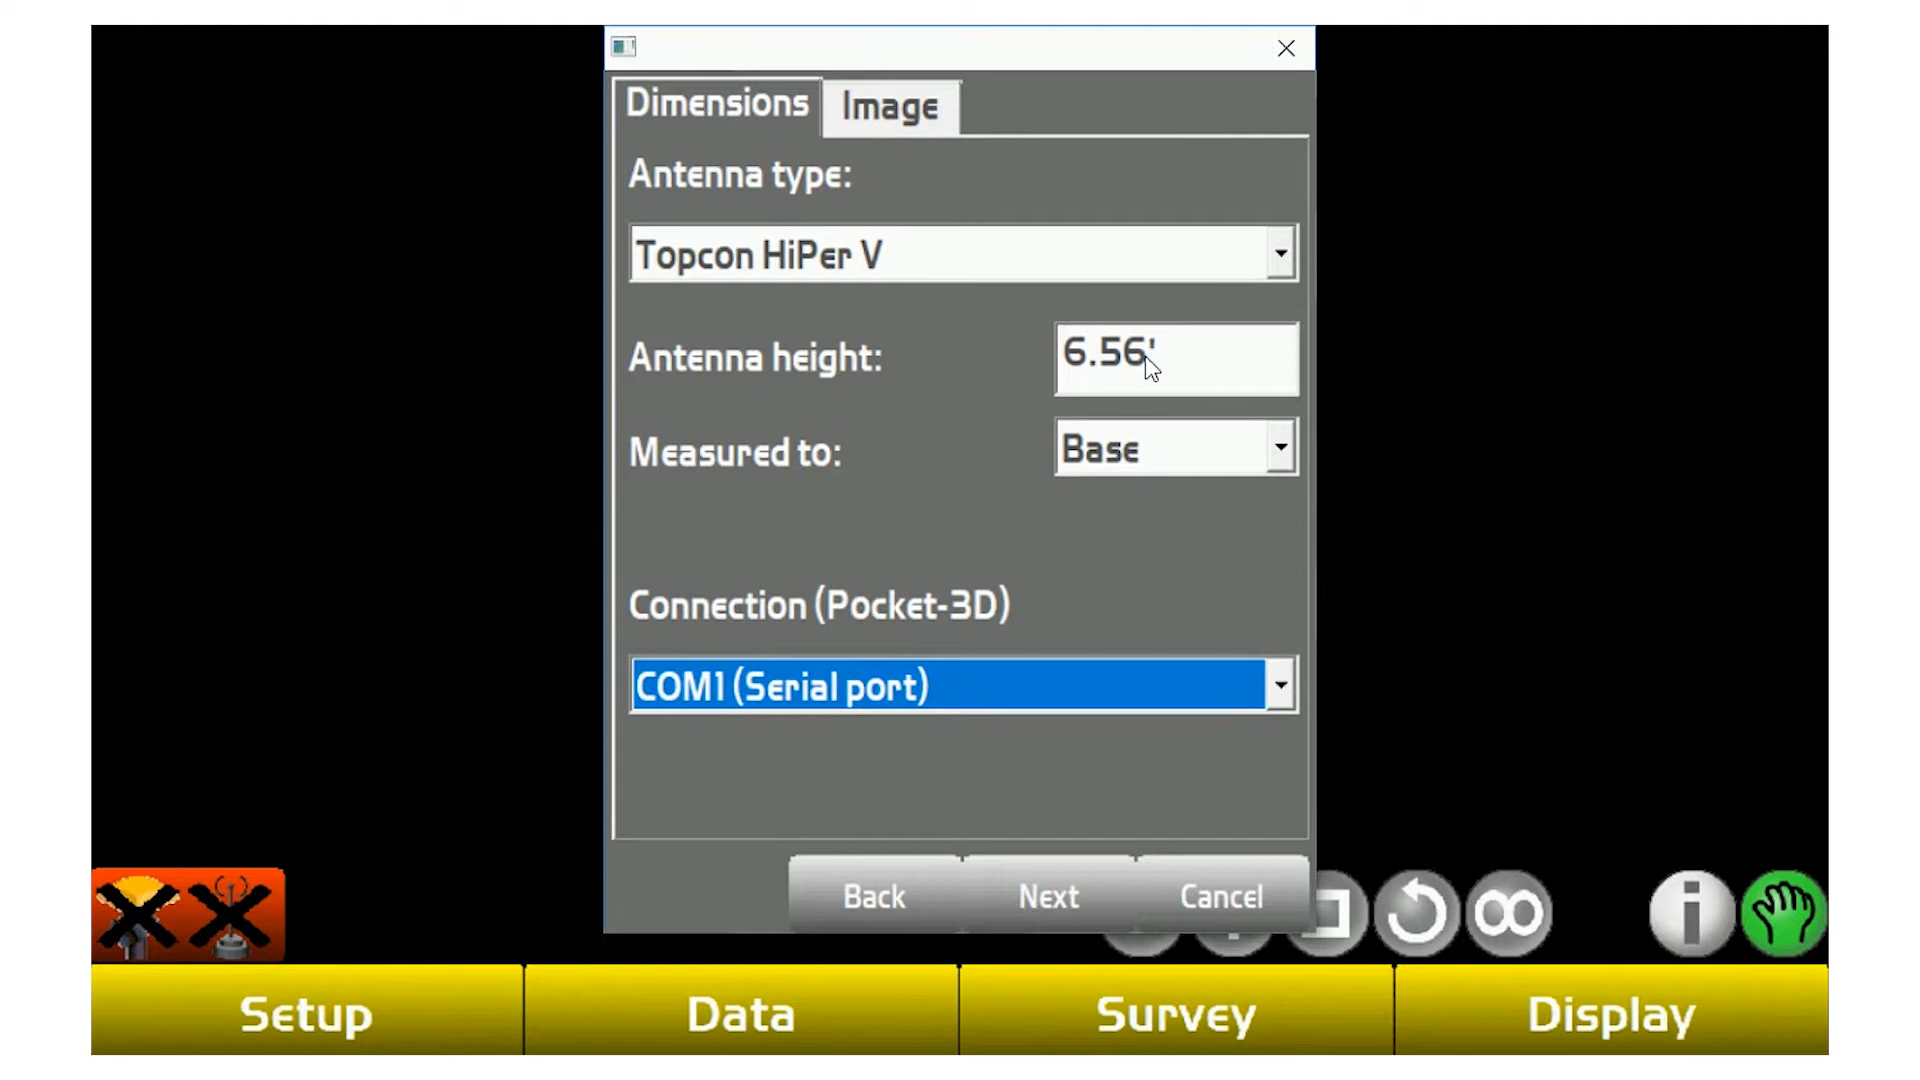 Dimensions
Image
Antenna type:
Topcon HiPer V
Antenna height:
6.56'
Measured to:
Base
Connection (Pocket-3D)
COM1 (Serial port)
Back
Next
Cancel
Setup
Data
Survey
Display